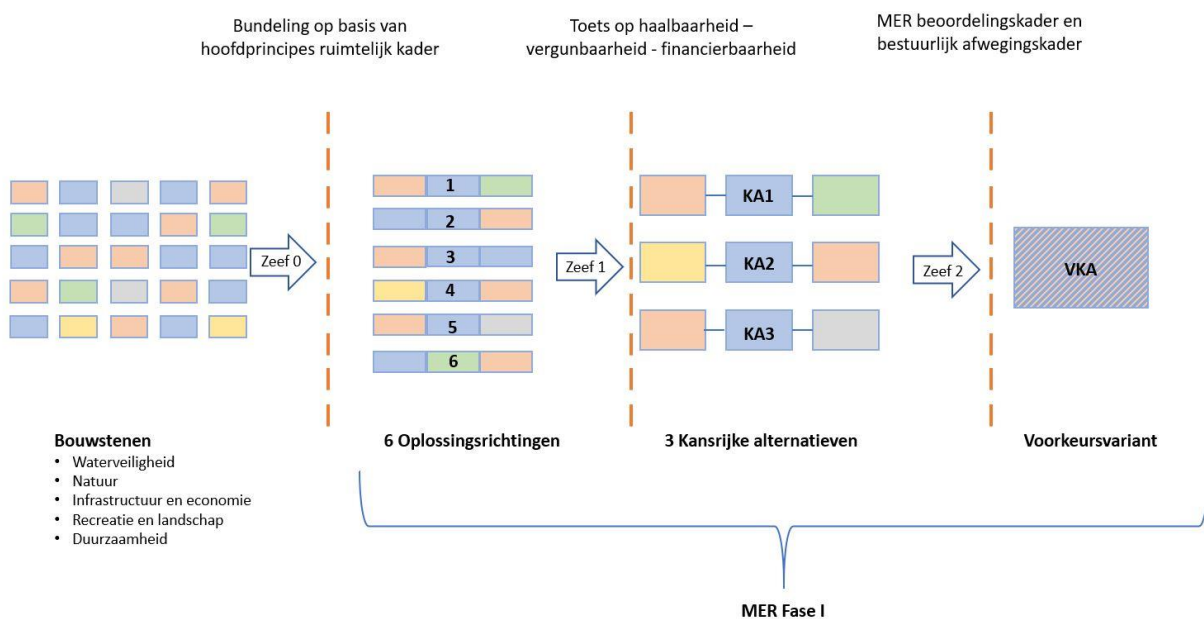 Bundeling op basis van
hoofdprincipes ruimtelijk kader
Toets op haalbaarheid –
vergunbaarheid - financierbaarheid
MER beoordelingskader en
bestuurlijk afwegingskader
Zeef 0
1
2
3
4
5
6
Zeef 1
KA1
KA2
KA3
Zeef 2
VKA
Bouwstenen
• Waterveiligheid
• Natuur
• Infrastructuur en economie
• Recreatie en landschap
• Duurzaamheid
6 Oplossingsrichtingen
3 Kansrijke alternatieven
Voorkeursvariant
MER Fase I